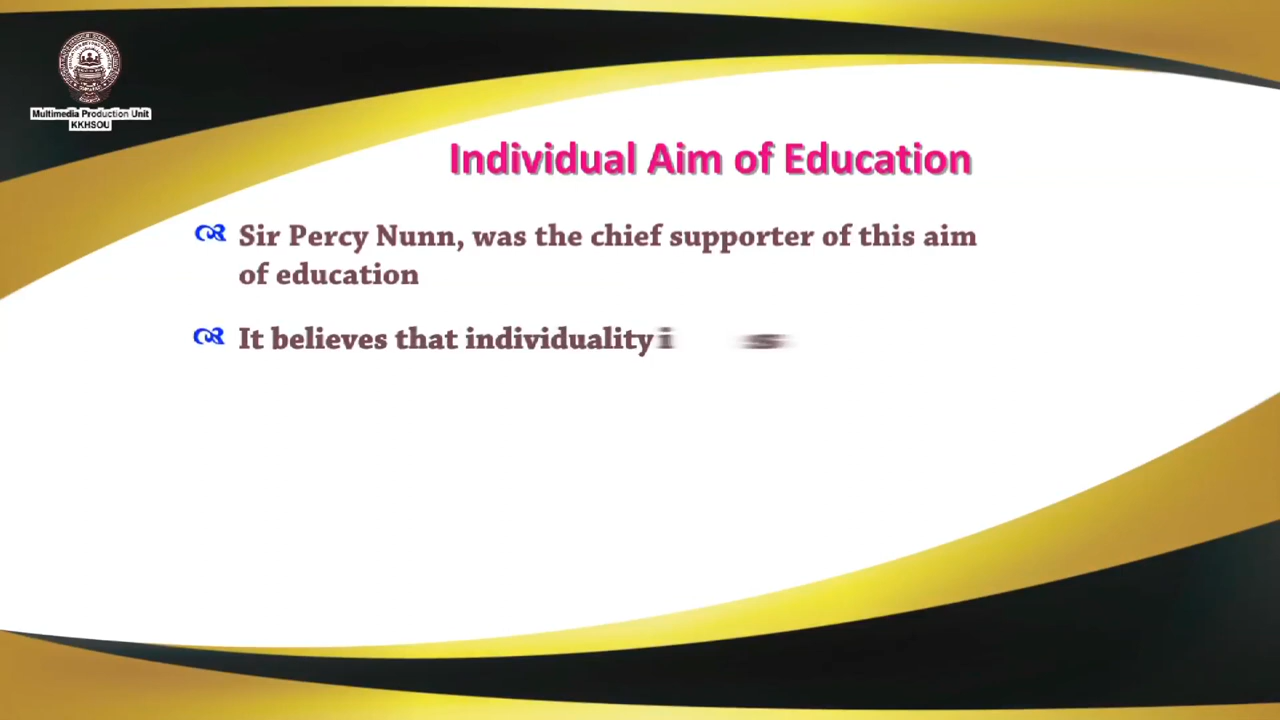 Multimedia Production Unit
KKHSOU
Individual Aim of Education
Sir Percy Nunn, was the chief supporter of this aim
of education
It believes that individuality